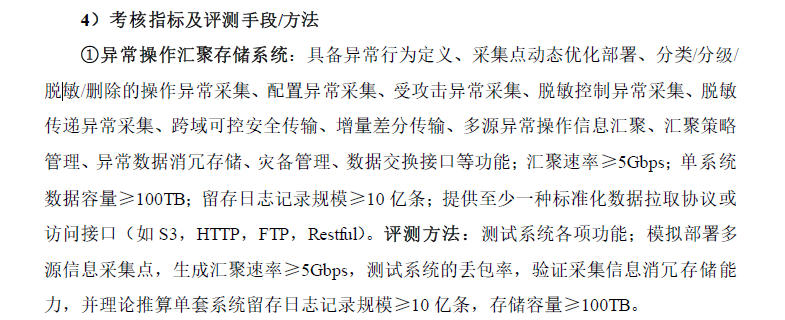 4）考核指标及评测手段/方法
①异常操作汇聚存储系统：具备异常行为定义、采集点动态优化部署、分类/分级/
脱敏/删除的操作异常采集、配置异常采集、受攻击异常采集、脱敏控制异常采集、脱敏
传递异常采集、跨域可控安全传输、增量差分传输、多源异常操作信息汇聚、汇聚策略
管理、异常数据消冗存储、灾备管理、数据交换接口等功能；汇聚速率≥5Gbps；单系统
数据容量≥100TB；留存日志记录规模≥10 亿条；提供至少一种标准化数据拉取协议或
访问接口（如 S3，HTTP，FTP，Restful）。评测方法：测试系统各项功能；模拟部署多
源信息采集点，生成汇聚速率≥5Gbps，测试系统的丢包率，验证采集信息消冗存储能
力，并理论推算单套系统留存日志记录规模≥10 亿条，存储容量≥100TB。